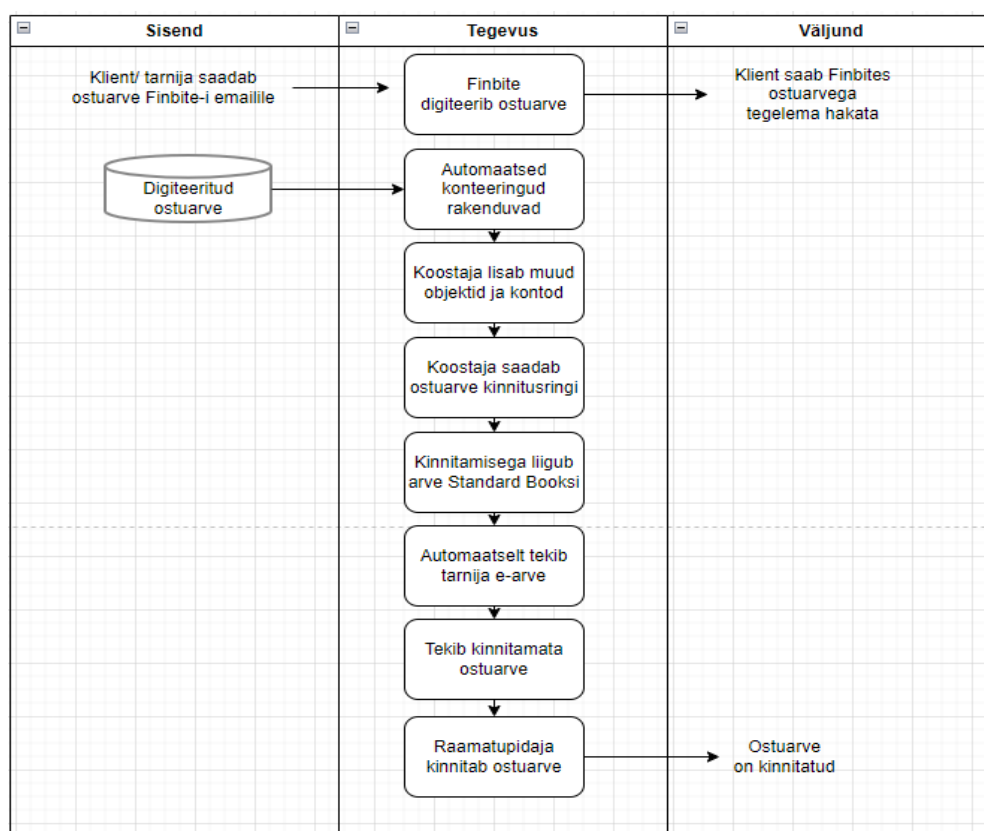 Sisend
Tegevus
Väljund
Klient/ tarnija saadab
ostuarve Finbite-i emailile
Finbite
digiteerib ostuarve
Klient saab Finbites
ostuarvega
tegelema hakata
Digiteeritud
ostuarve
Automaatsed
konteeringud
rakenduvad
Koostaja lisab muud
objektid ja kontod
Koostaja saadab
ostuarve kinnitusringi
Kinnitamisega liigub
arve Standard Booksi
Automaatselt tekib
tarnija e-arve
Tekib kinnitamata
ostuarve
Raamatupidaja
kinnitab ostuarve
Ostuarve
on kinnitatud